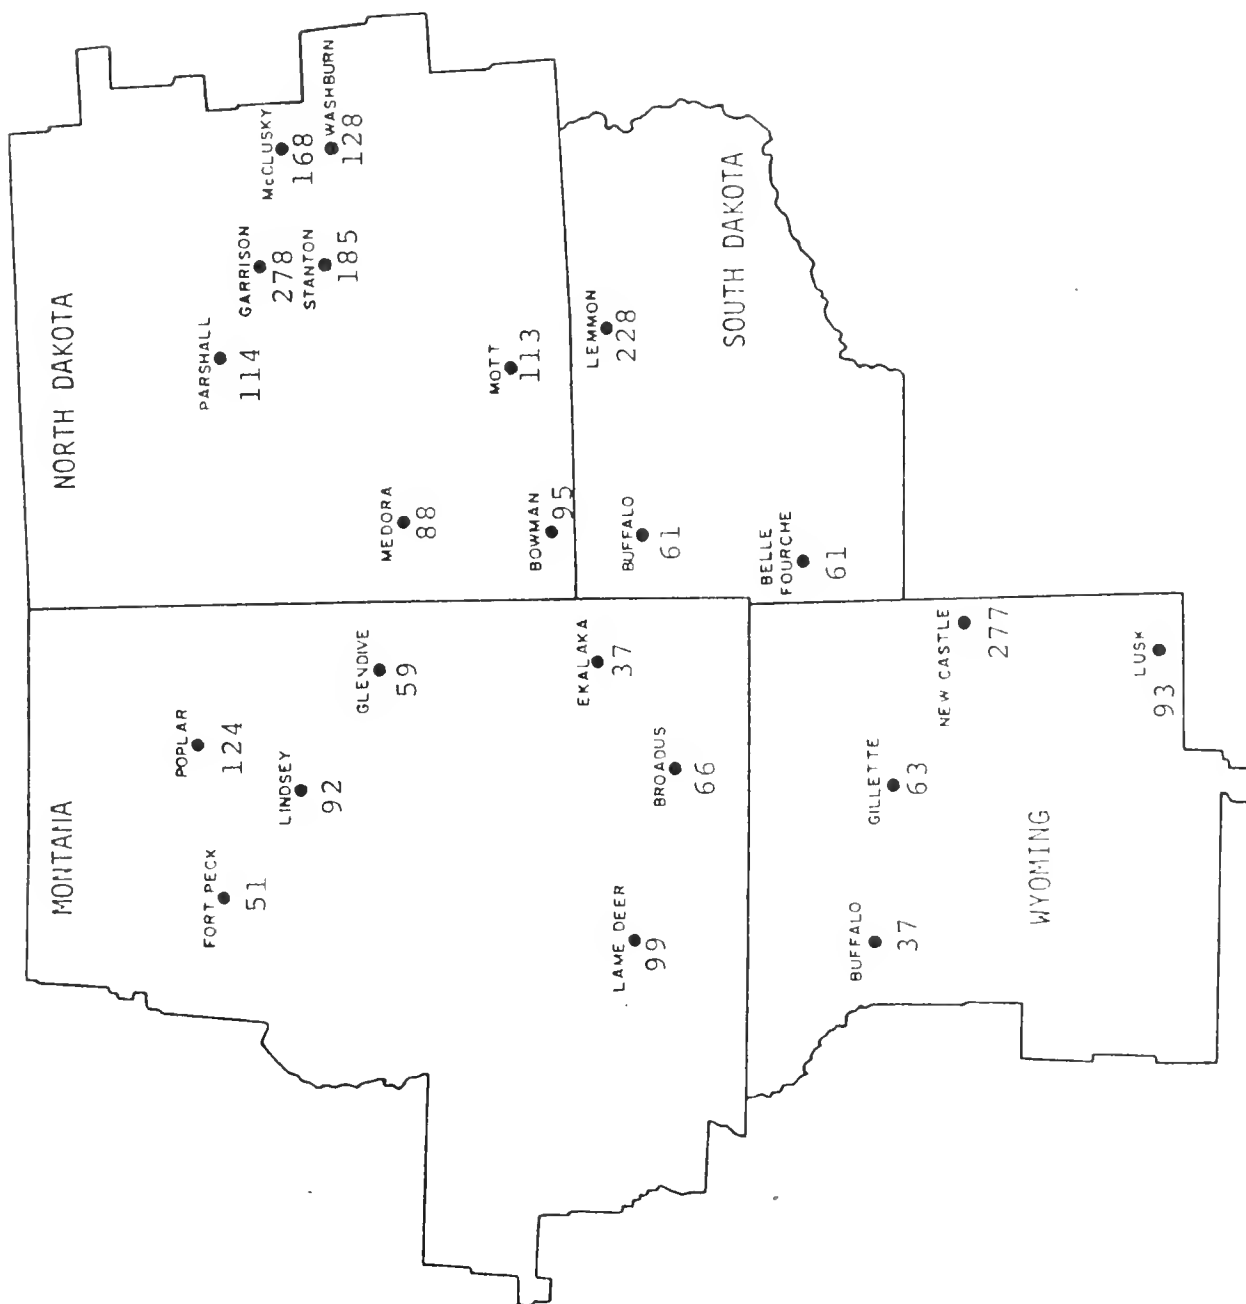 MONTANA
NORTH DAKOTA
FORT PECK
51
POPLAR
124
LINDSEY
92
GLENDIVE
59
LAME DEER
99
BROADUS
66
EKALAKA
37
PARSHALL
114
GARRISON
278
McCLUSKY
168
STANTON
185
WASHBURN
128
MEDORA
88
MOTT
113
BOWMAN
95
LEMMON
228
BUFFALO
61
SOUTH DAKOTA
BELLE
FOURCHE
61
BUFFALO
37
GILLETTE
63
NEW CASTLE
277
WYOMING
LUSK
93